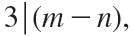 3|(m − n),